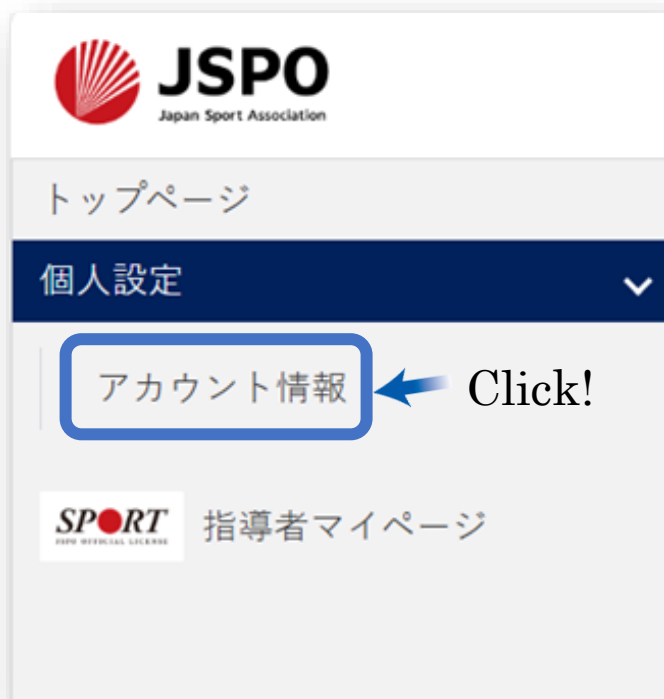 JSPO
Japan Sport Association
トップページ
個人設定
アカウント情報
Click!
SPORT
JSPO OFFICIAL LICENSE
指導者マイページ